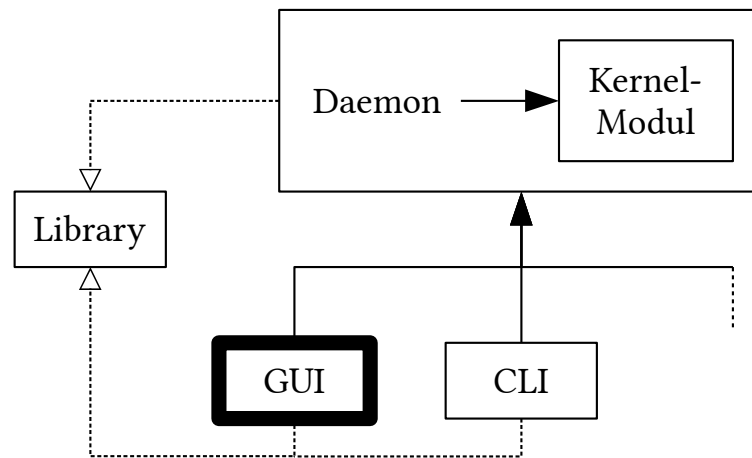 Daemon
Kernel-
Modul
Library
GUI
CLI